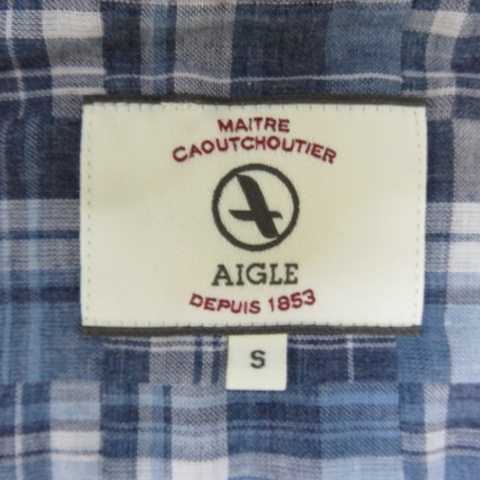 MAITRE
CAOUTCHOUTIER
AIGLE
DEPUIS 1853
S